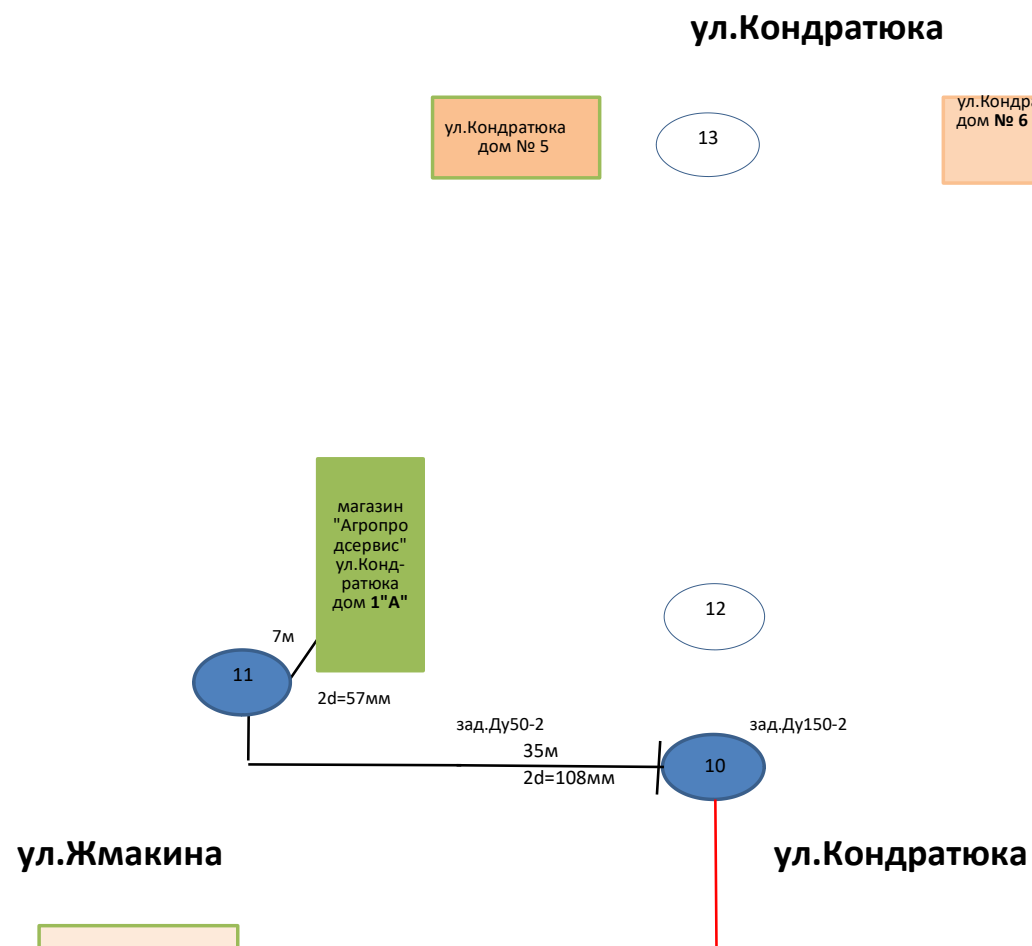 ул.Кондратюка
ул.Кондратюка
дом № 5
13
ул.Кондра
дом № 6
магазин
"Агропро
дсервис"
ул.Конд-
ратюка
дом 1"А"
12
7м
11
2d=57мм
зад.Ду50-2
зад.Ду150-2
35м
10
2d=108мм
ул.Жмакина
ул.Кондратюка